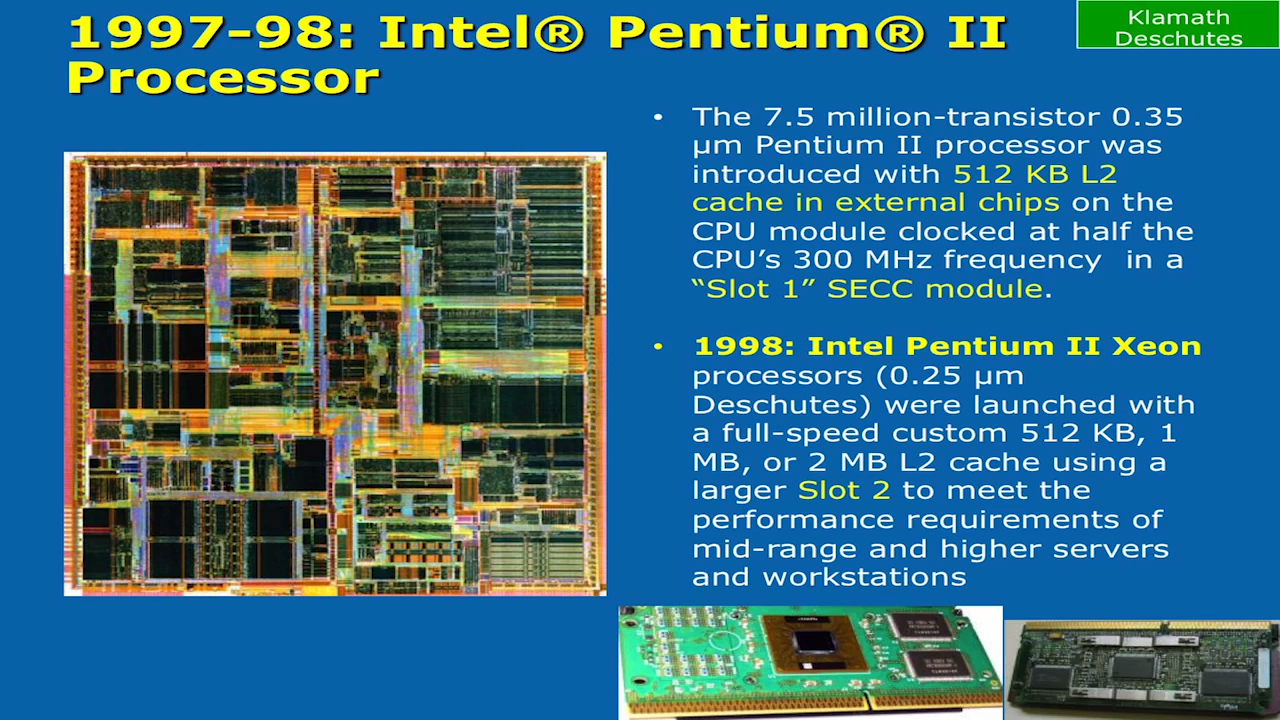 1997-98: Intel® Pentium® II
Processor
Klamath
Deschutes
• The 7.5 million-transistor 0.35
µm Pentium II processor was
introduced with 512 KB L2
cache in external chips on the
CPU module clocked at half the
CPU’s 300 MHz frequency in a
“Slot 1” SECC module.
• 1998: Intel Pentium II Xeon
processors (0.25 µm
Deschutes) were launched with
a full-speed custom 512 KB, 1
MB, or 2 MB L2 cache using a
larger Slot 2 to meet the
performance requirements of
mid-range and higher servers
and workstations